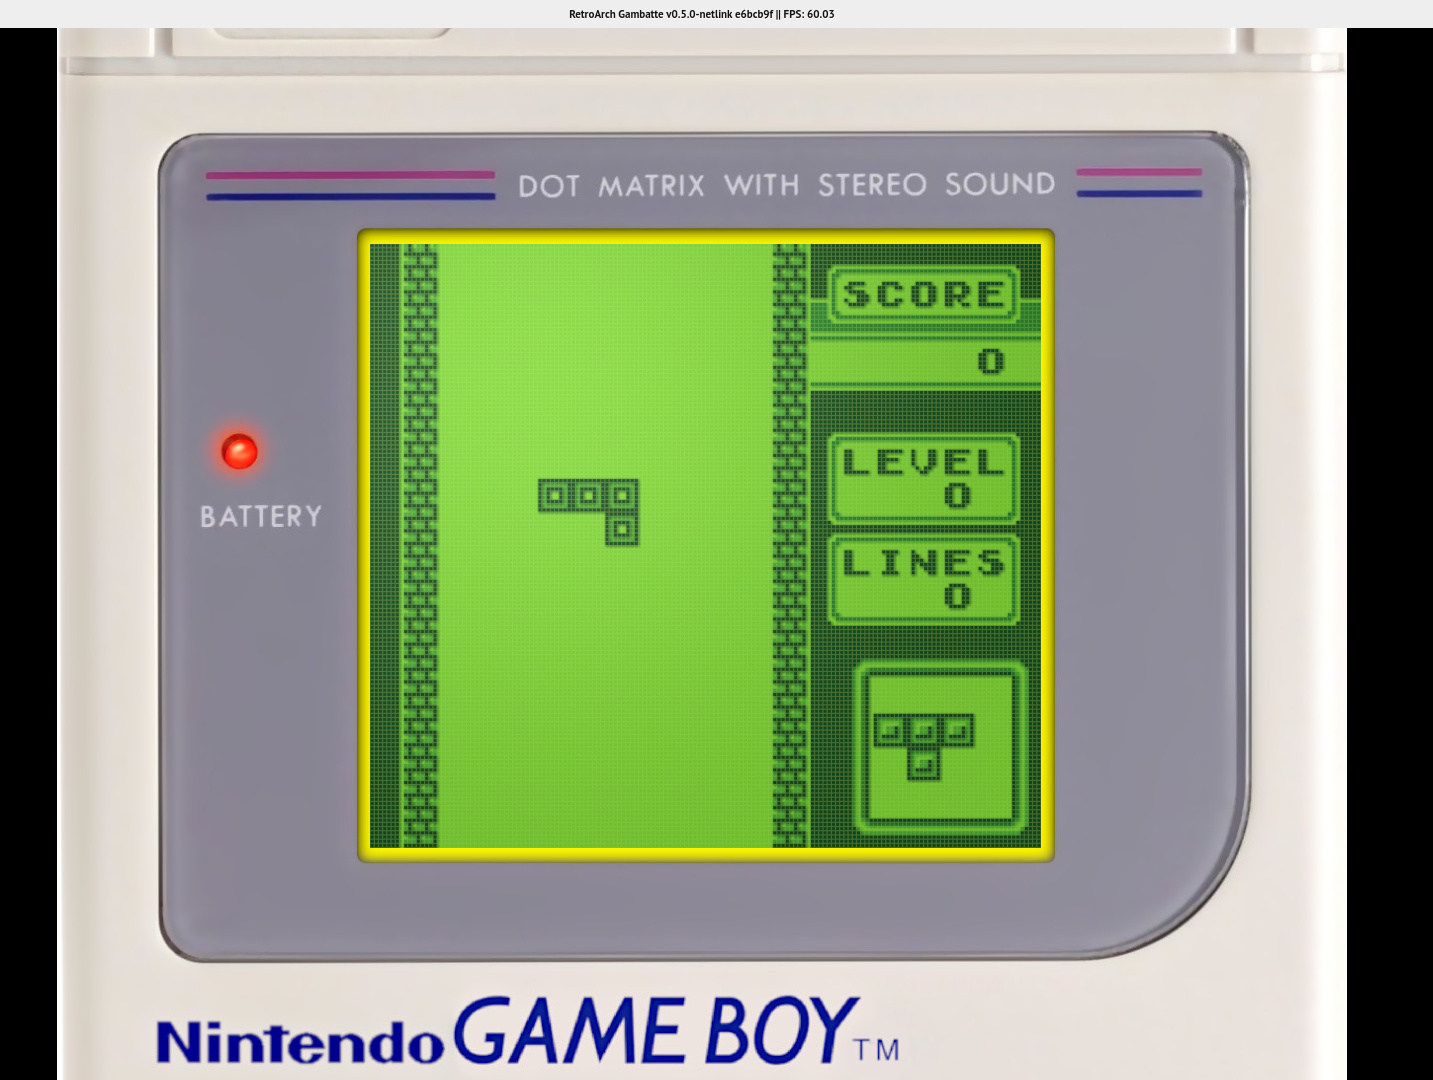 RetroArch Gambatte v0.5.0-netlink e6bcb9f || FPS: 60.03
DOT MATRIX WITH STEREO SOUND
SCORE
0
LEVEL
0
LINES
0
BATTERY
Nintendo GAME BOY TM